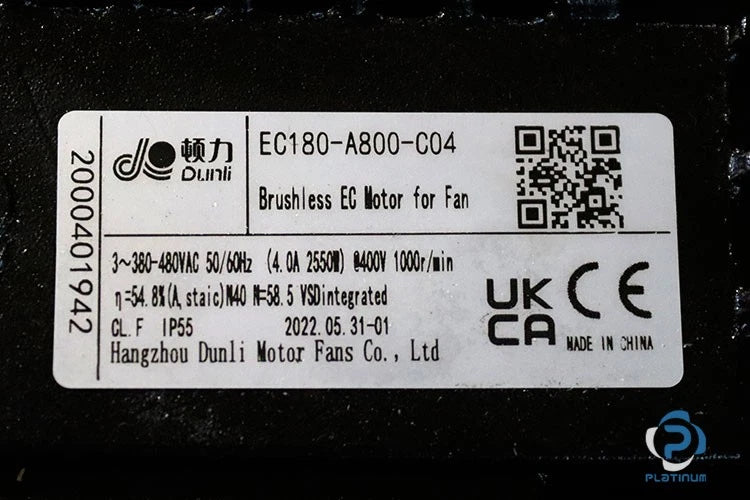 2000401942
顿力
Dunli
EC180-A800-C04
Brushless EC Motor for Fan
3~380-480VAC 50/60Hz (4.0A 2550W) @400V 1000r/min
η=54.8%(A, staic)N40 N=58.5 VSDintegrated
CL.F IP55 2022.05.31-01
Hangzhou Dunli Motor Fans Co., Ltd
UK
CA
CE
MADE IN CHINA
PLATINUM